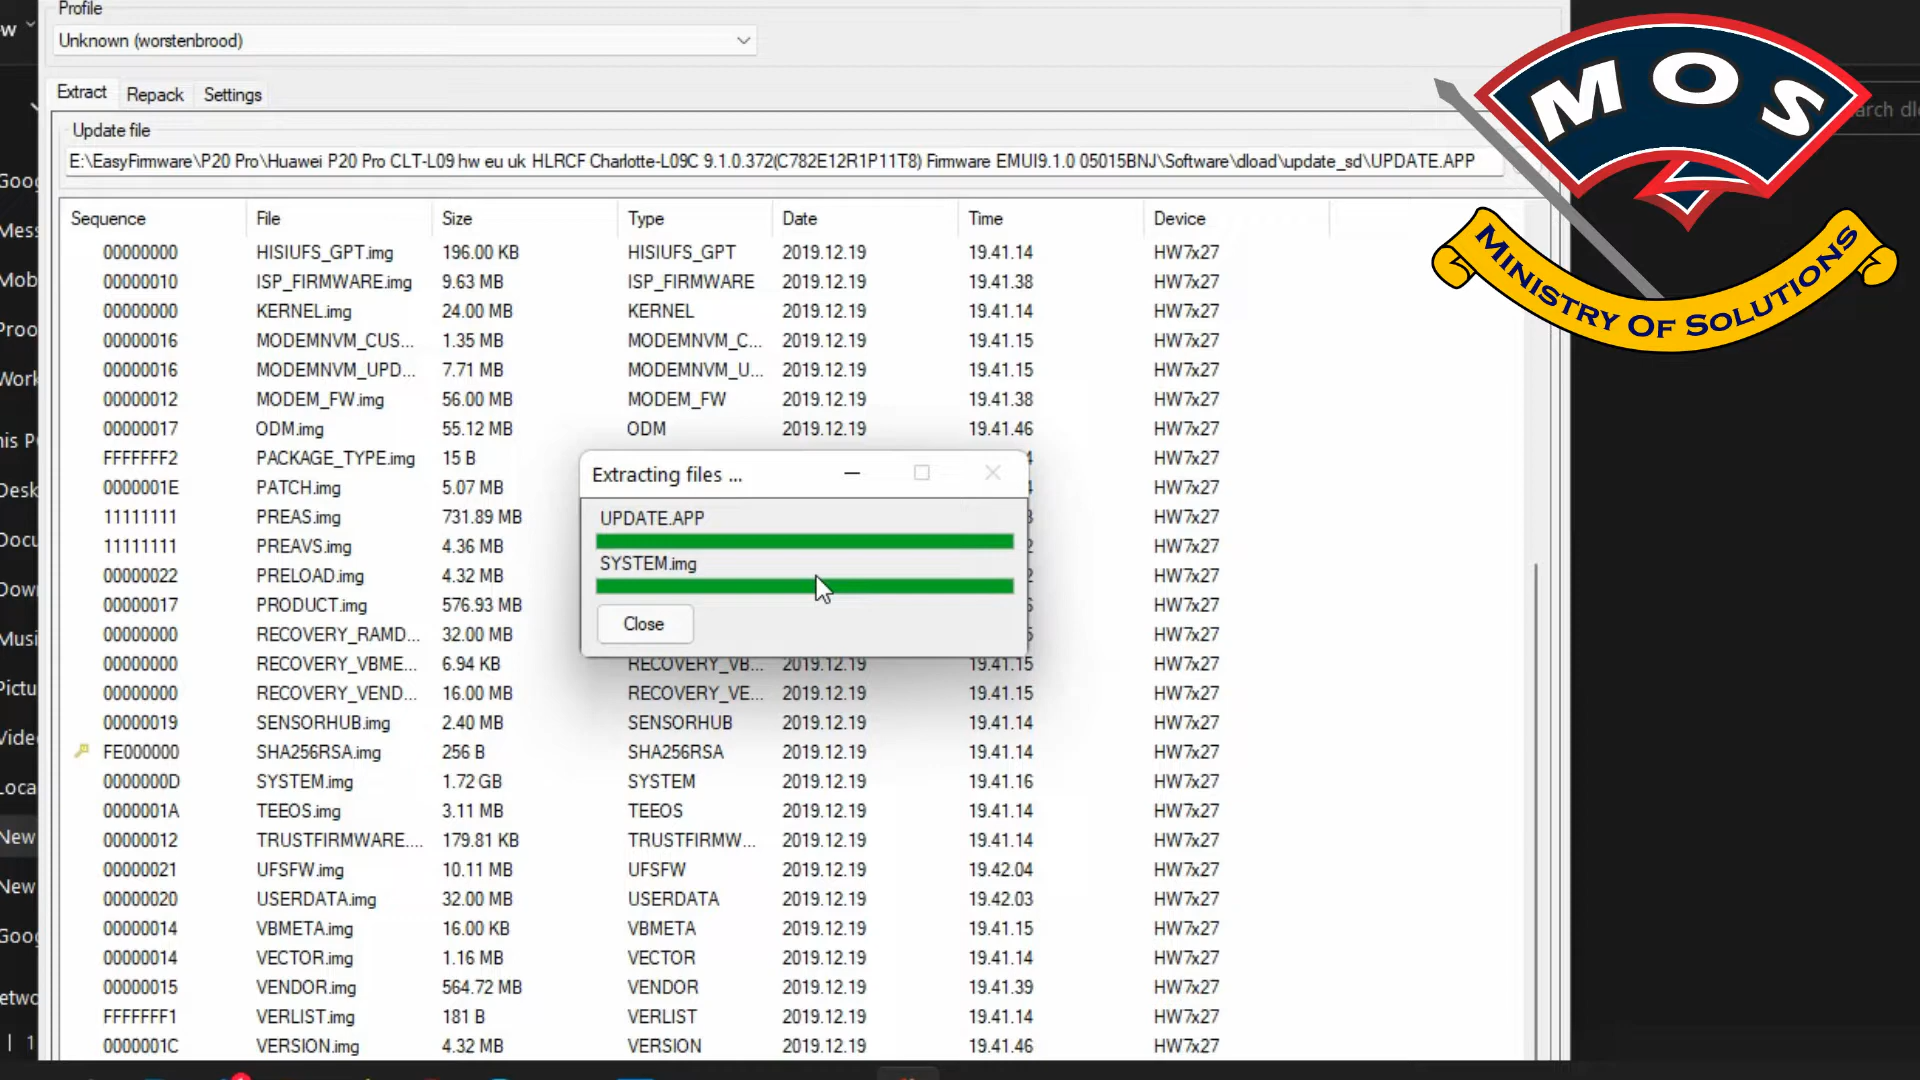 Profile
Unknown (worstenbrood)
Extract Repack Settings
Update file
E:\EasyFirmware\P20 Pro\Huawei P20 Pro CLT-L09 hw eu uk HLRCF Charlotte-L09C 9.1.0.372(C782E12R1P11T8) Firmware EMUI9.1.0 05015BNJ\Software\dload\update_sd\UPDATE.APP
Sequence File Size Type Date Time Device
00000000 HISIUFS_GPT.img 196.00 KB HISIUFS_GPT 2019.12.19 19.41.14 HW7x27
00000010 ISP_FIRMWARE.img 9.63 MB ISP_FIRMWARE 2019.12.19 19.41.38 HW7x27
00000000 KERNEL.img 24.00 MB KERNEL 2019.12.19 19.41.14 HW7x27
00000016 MODEMNVM_CUS... 1.35 MB MODEMNVM_C... 2019.12.19 19.41.15 HW7x27
00000016 MODEMNVM_UPD... 7.71 MB MODEMNVM_U... 2019.12.19 19.41.15 HW7x27
00000012 MODEM_FW.img 56.00 MB MODEM_FW 2019.12.19 19.41.38 HW7x27
00000017 ODM.img 55.12 MB ODM 2019.12.19 19.41.46 HW7x27
FFFFFFF2 PACKAGE_TYPE.img 15 B HW7x27
0000001E PATCH.img 5.07 MB HW7x27
11111111 PREAS.img 731.89 MB HW7x27
11111111 PREAVS.img 4.36 MB HW7x27
00000022 PRELOAD.img 4.32 MB HW7x27
00000017 PRODUCT.img 576.93 MB HW7x27
00000000 RECOVERY_RAMD... 32.00 MB HW7x27
00000000 RECOVERY_VBME... 6.94 KB RECOVERY_VB... 2019.12.19 19.41.15 HW7x27
00000000 RECOVERY_VEND... 16.00 MB RECOVERY_VE... 2019.12.19 19.41.15 HW7x27
00000019 SENSORHUB.img 2.40 MB SENSORHUB 2019.12.19 19.41.14 HW7x27
FE000000 SHA256RSA.img 256 B SHA256RSA 2019.12.19 19.41.14 HW7x27
0000000D SYSTEM.img 1.72 GB SYSTEM 2019.12.19 19.41.16 HW7x27
0000001A TEEOS.img 3.11 MB TEEOS 2019.12.19 19.41.14 HW7x27
00000012 TRUSTFIRMWARE.... 179.81 KB TRUSTFIRMW... 2019.12.19 19.41.14 HW7x27
00000021 UFSFW.img 10.11 MB UFSFW 2019.12.19 19.42.04 HW7x27
00000020 USERDATA.img 32.00 MB USERDATA 2019.12.19 19.42.03 HW7x27
00000014 VBMETA.img 16.00 KB VBMETA 2019.12.19 19.41.15 HW7x27
00000014 VECTOR.img 1.16 MB VECTOR 2019.12.19 19.41.14 HW7x27
00000015 VENDOR.img 564.72 MB VENDOR 2019.12.19 19.41.39 HW7x27
FFFFFFF1 VERLIST.img 181 B VERLIST 2019.12.19 19.41.14 HW7x27
0000001C VERSION.img 4.32 MB VERSION 2019.12.19 19.41.46 HW7x27
Extracting files ...
UPDATE.APP
SYSTEM.img
Close
MOS
MINISTRY OF SOLUTIONS
New
New